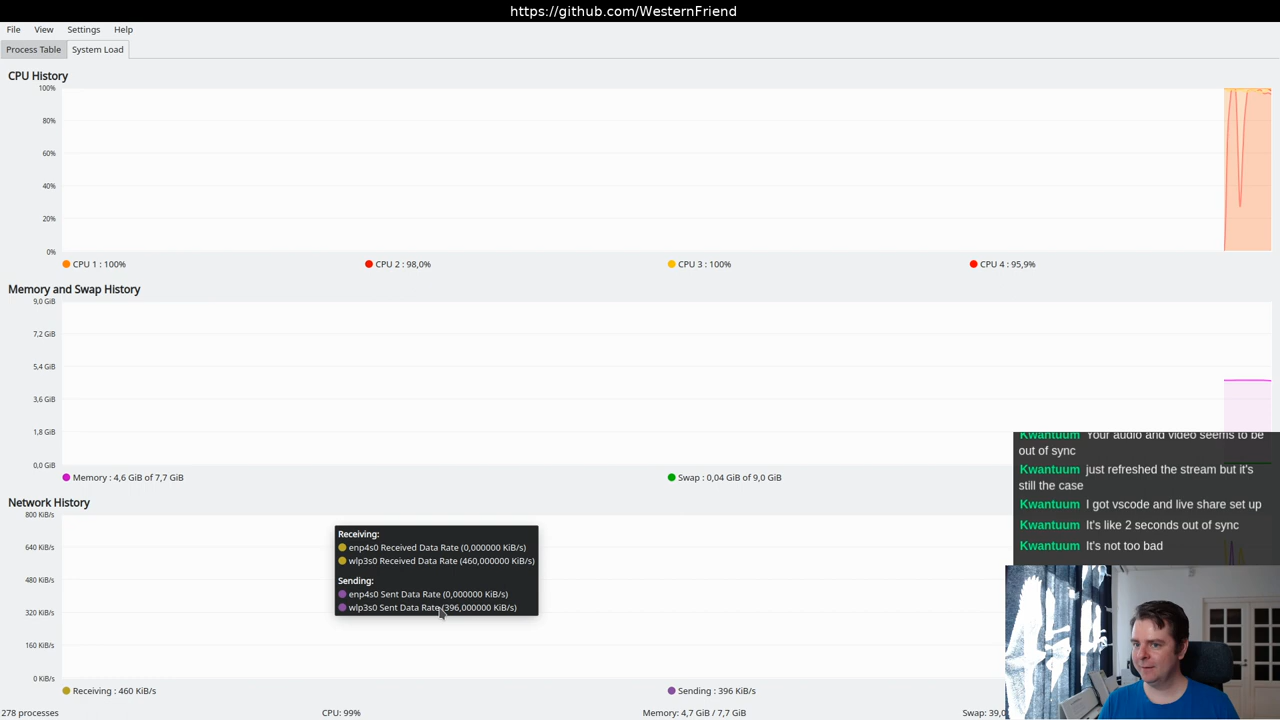 https://github.com/WesternFriend
File View Settings Help
Process Table System Load
CPU History
100%
80%
60%
40%
20%
0%
CPU 1 : 100% CPU 2 : 98,0% CPU 3 : 100% CPU 4 : 95,9%
Memory and Swap History
9,0 GiB
7,2 GiB
5,4 GiB
3,6 GiB
1,8 GiB
0,0 GiB
Memory : 4,6 GiB of 7,7 GiB Swap : 0,04 GiB of 9,0 GiB
Kwantuum Your audio and video seems to be
out of sync
Kwantuum just refreshed the stream but it's
still the case
Kwantuum I got vscode and live share set up
Kwantuum It's like 2 seconds out of sync
Kwantuum It's not too bad
Network History
800 KiB/s
640 KiB/s
480 KiB/s
320 KiB/s
160 KiB/s
0 KiB/s
Receiving:
enp4s0 Received Data Rate (0,000000 KiB/s)
wlp3s0 Received Data Rate (460,000000 KiB/s)
Sending:
enp4s0 Sent Data Rate (0,000000 KiB/s)
wlp3s0 Sent Data Rate (396,000000 KiB/s)
Receiving : 460 KiB/s Sending : 396 KiB/s
278 processes CPU: 99% Memory: 4,7 GiB / 7,7 GiB Swap: 39,0